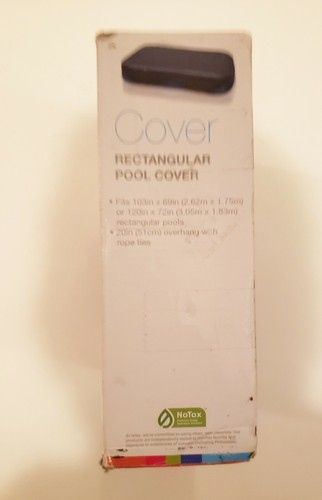 Cover
RECTANGULAR
POOL COVER
• Fits 103in x 69in (2.62m x 1.75m)
or 120in x 72in (3.05m x 1.83m)
rectangular pools.
• 20in (51cm) overhang with
rope ties
NoTox